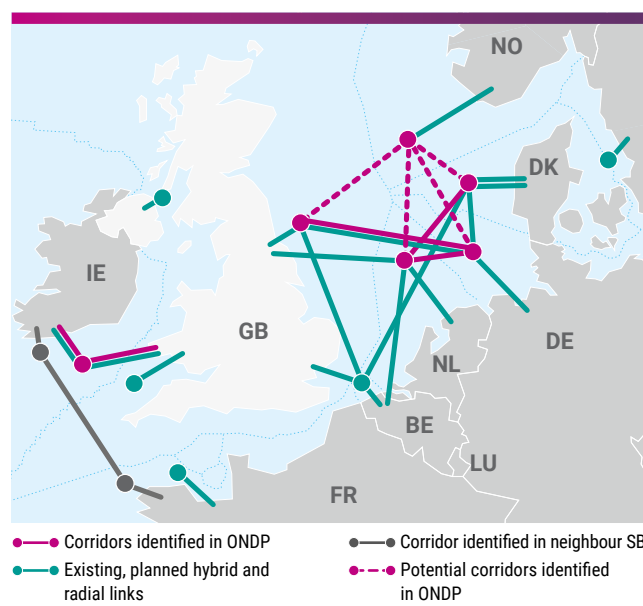 NO
DK
IE
GB
DE
NL
BE
LU
FR
Corridors identified in ONDP
Existing, planned hybrid and
radial links
Corridor identified in neighbour SB
Potential corridors identified
in ONDP